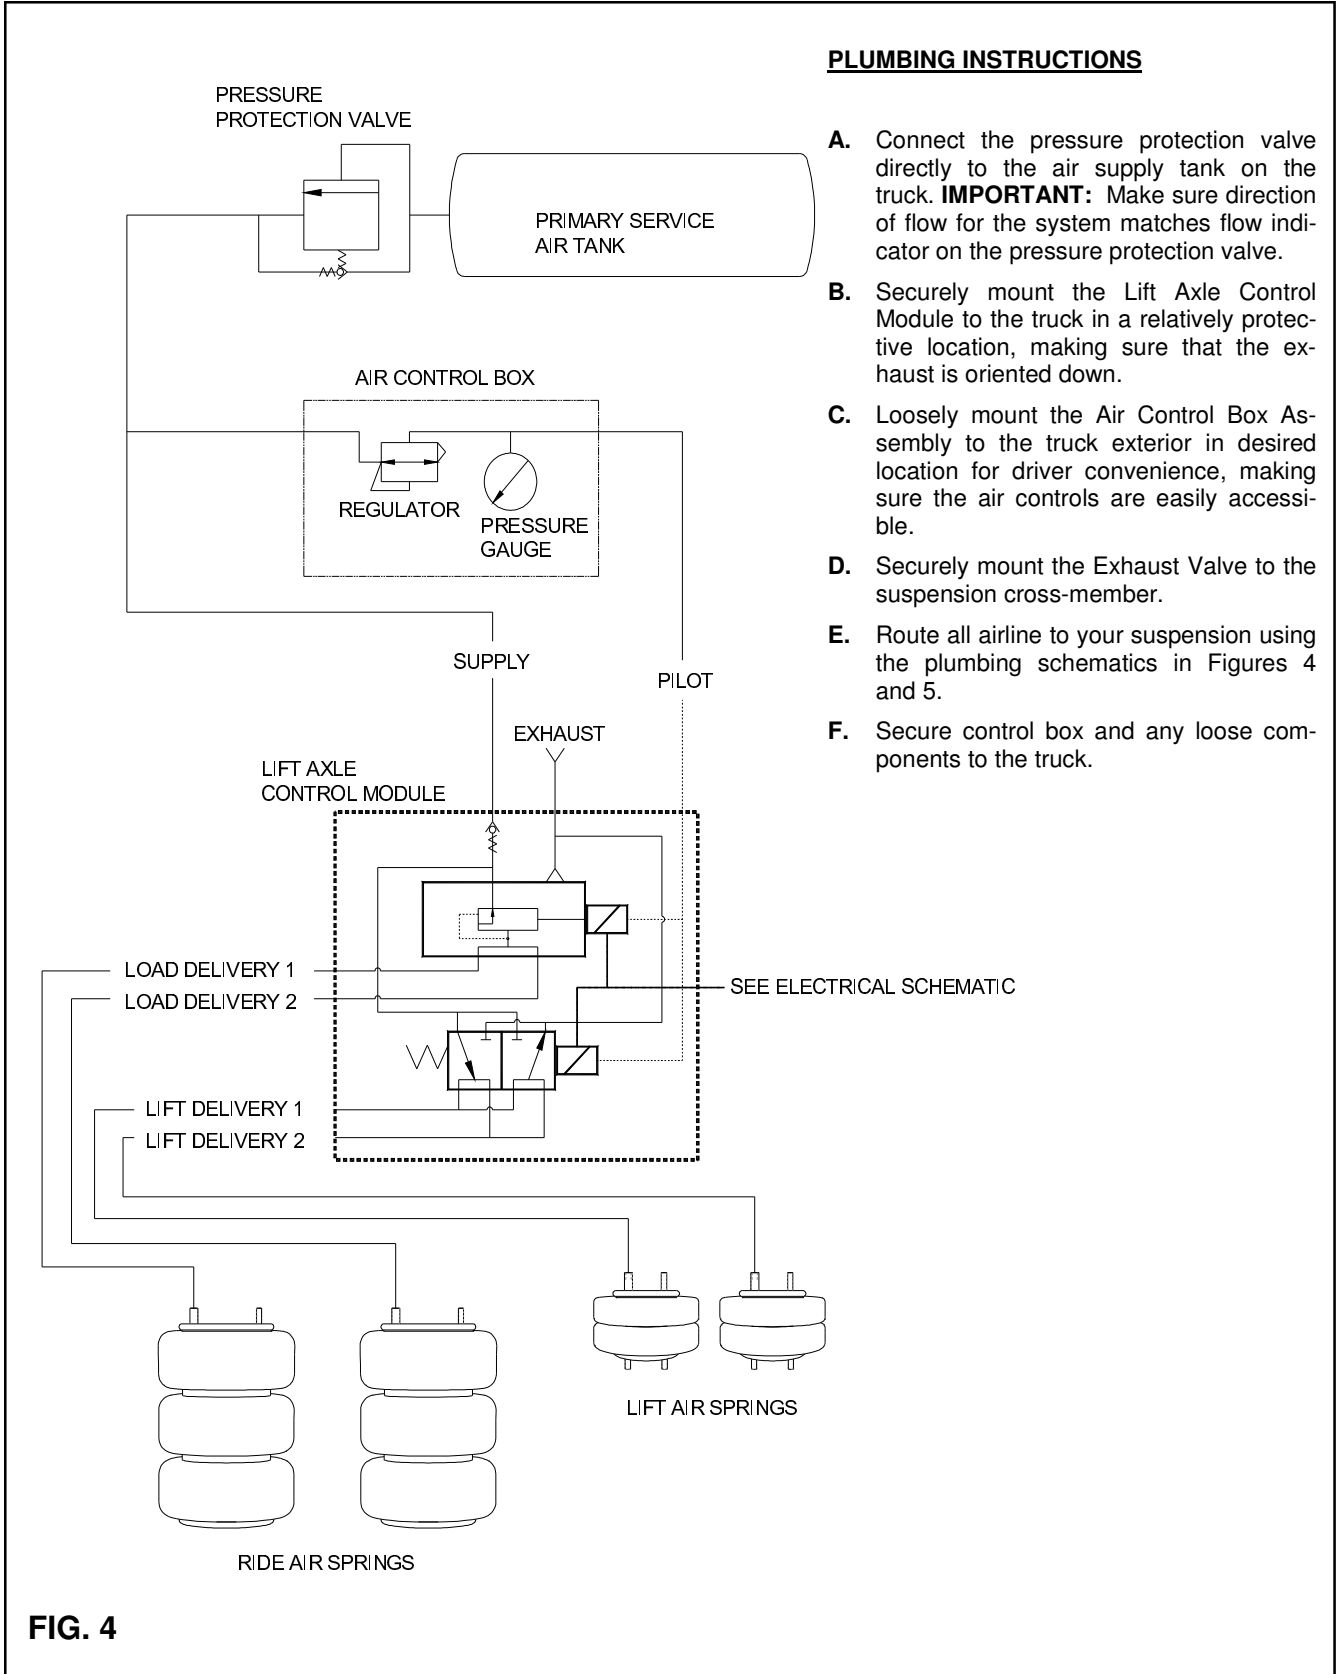 PRESSURE
PROTECTION VALVE
PRIMARY SERVICE
AIR TANK
AIR CONTROL BOX
REGULATOR
PRESSURE
GAUGE
SUPPLY
PILOT
EXHAUST
LIFT AXLE
CONTROL MODULE
LOAD DELIVERY 1
LOAD DELIVERY 2
SEE ELECTRICAL SCHEMATIC
LIFT DELIVERY 1
LIFT DELIVERY 2
LIFT AIR SPRINGS
RIDE AIR SPRINGS
FIG. 4
PLUMBING INSTRUCTIONS
A. Connect the pressure protection valve
directly to the air supply tank on the
truck. IMPORTANT: Make sure direction
of flow for the system matches flow indi-
cator on the pressure protection valve.
B. Securely mount the Lift Axle Control
Module to the truck in a relatively protec-
tive location, making sure that the ex-
haust is oriented down.
C. Loosely mount the Air Control Box As-
sembly to the truck exterior in desired
location for driver convenience, making
sure the air controls are easily accessi-
ble.
D. Securely mount the Exhaust Valve to the
suspension cross-member.
E. Route all airline to your suspension using
the plumbing schematics in Figures 4
and 5.
F. Secure control box and any loose com-
ponents to the truck.